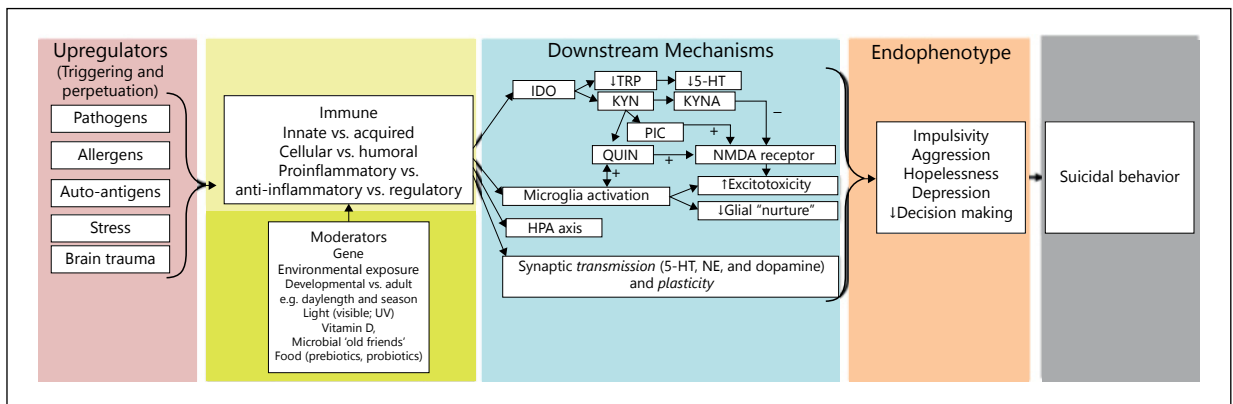 Upregulators
(Triggering and
perpetuation)
Pathogens
Allergens
Auto-antigens
Stress
Brain trauma
Immune
Innate vs. acquired
Cellular vs. humoral
Proinflammatory vs.
anti-inflammatory vs. regulatory
Moderators
Gene
Environmental exposure
Developmental vs. adult
e.g. daylength and season
Light (visible; UV)
Vitamin D,
Microbial ‘old friends’
Food (prebiotics, probiotics)
Downstream Mechanisms
IDO
↓TRP
↓5-HT
KYN
KYNA
–
PIC
+
QUIN
+
NMDA receptor
+
Microglia activation
↑Excitotoxicity
↓Glial “nurture”
HPA axis
Synaptic transmission (5-HT, NE, and dopamine)
and plasticity
Endophenotype
Impulsivity
Aggression
Hopelessness
Depression
↓Decision making
Suicidal behavior